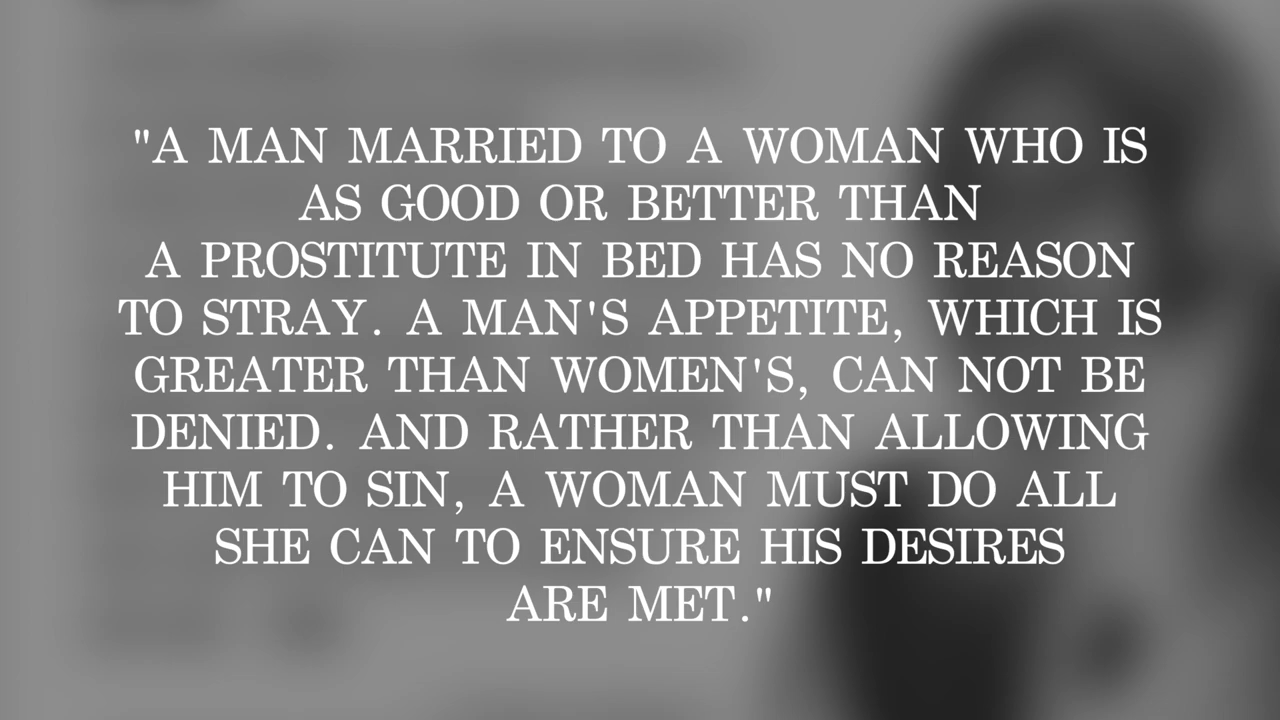 "A MAN MARRIED TO A WOMAN WHO IS
AS GOOD OR BETTER THAN
A PROSTITUTE IN BED HAS NO REASON
TO STRAY. A MAN'S APPETITE, WHICH IS
GREATER THAN WOMEN'S, CAN NOT BE
DENIED. AND RATHER THAN ALLOWING
HIM TO SIN, A WOMAN MUST DO ALL
SHE CAN TO ENSURE HIS DESIRES
ARE MET."